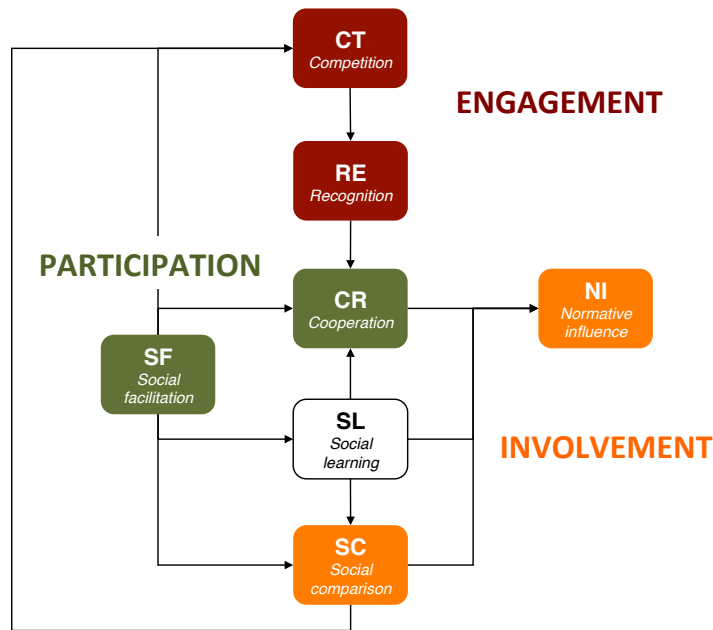 CT
Competition
ENGAGEMENT
RE
Recognition
PARTICIPATION
CR
Cooperation
NI
Normative
influence
SF
Social
facilitation
SL
Social
learning
INVOLVEMENT
SC
Social
comparison